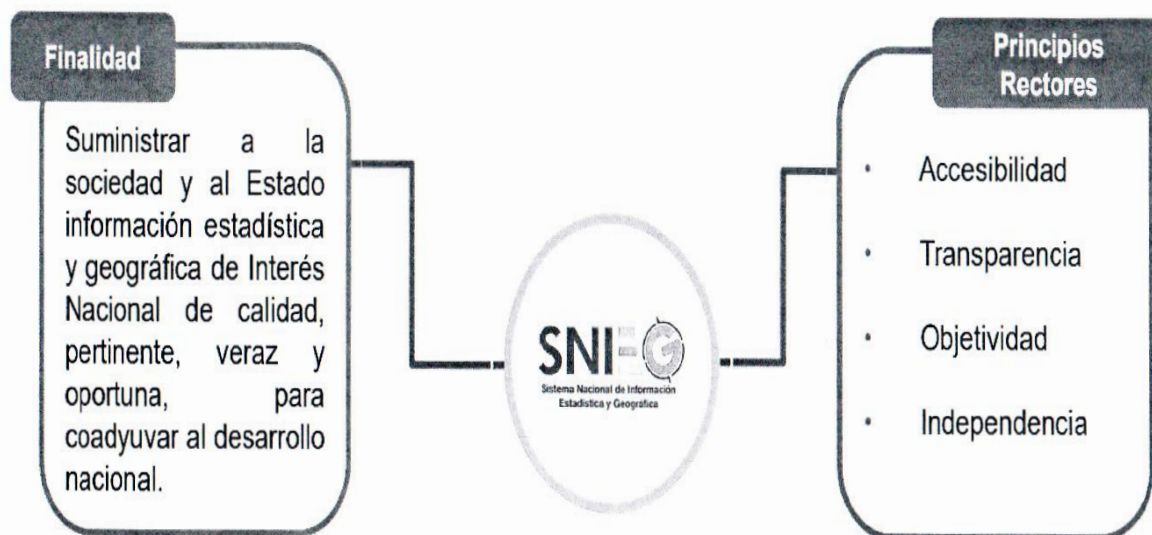 Finalidad
Suministrar a la
sociedad y al Estado
información estadística
y geográfica de Interés
Nacional de calidad,
pertinente, veraz y
oportuna, para
coadyuvar al desarrollo
nacional.
SNIEG
Sistema Nacional de Información
Estadística y Geográfica
Principios
Rectores
• Accesibilidad
• Transparencia
• Objetividad
• Independencia